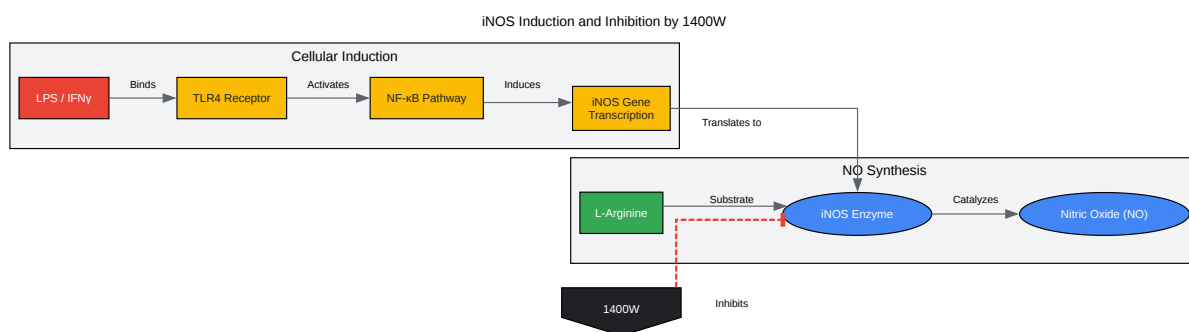 iNOS Induction and Inhibition by 1400W
Cellular Induction
LPS / IFNγ
Binds
TLR4 Receptor
Activates
NF-κB Pathway
Induces
iNOS Gene
Transcription
Translates to
NO Synthesis
L-Arginine
Substrate
iNOS Enzyme
Catalyzes
Nitric Oxide (NO)
1400W
Inhibits